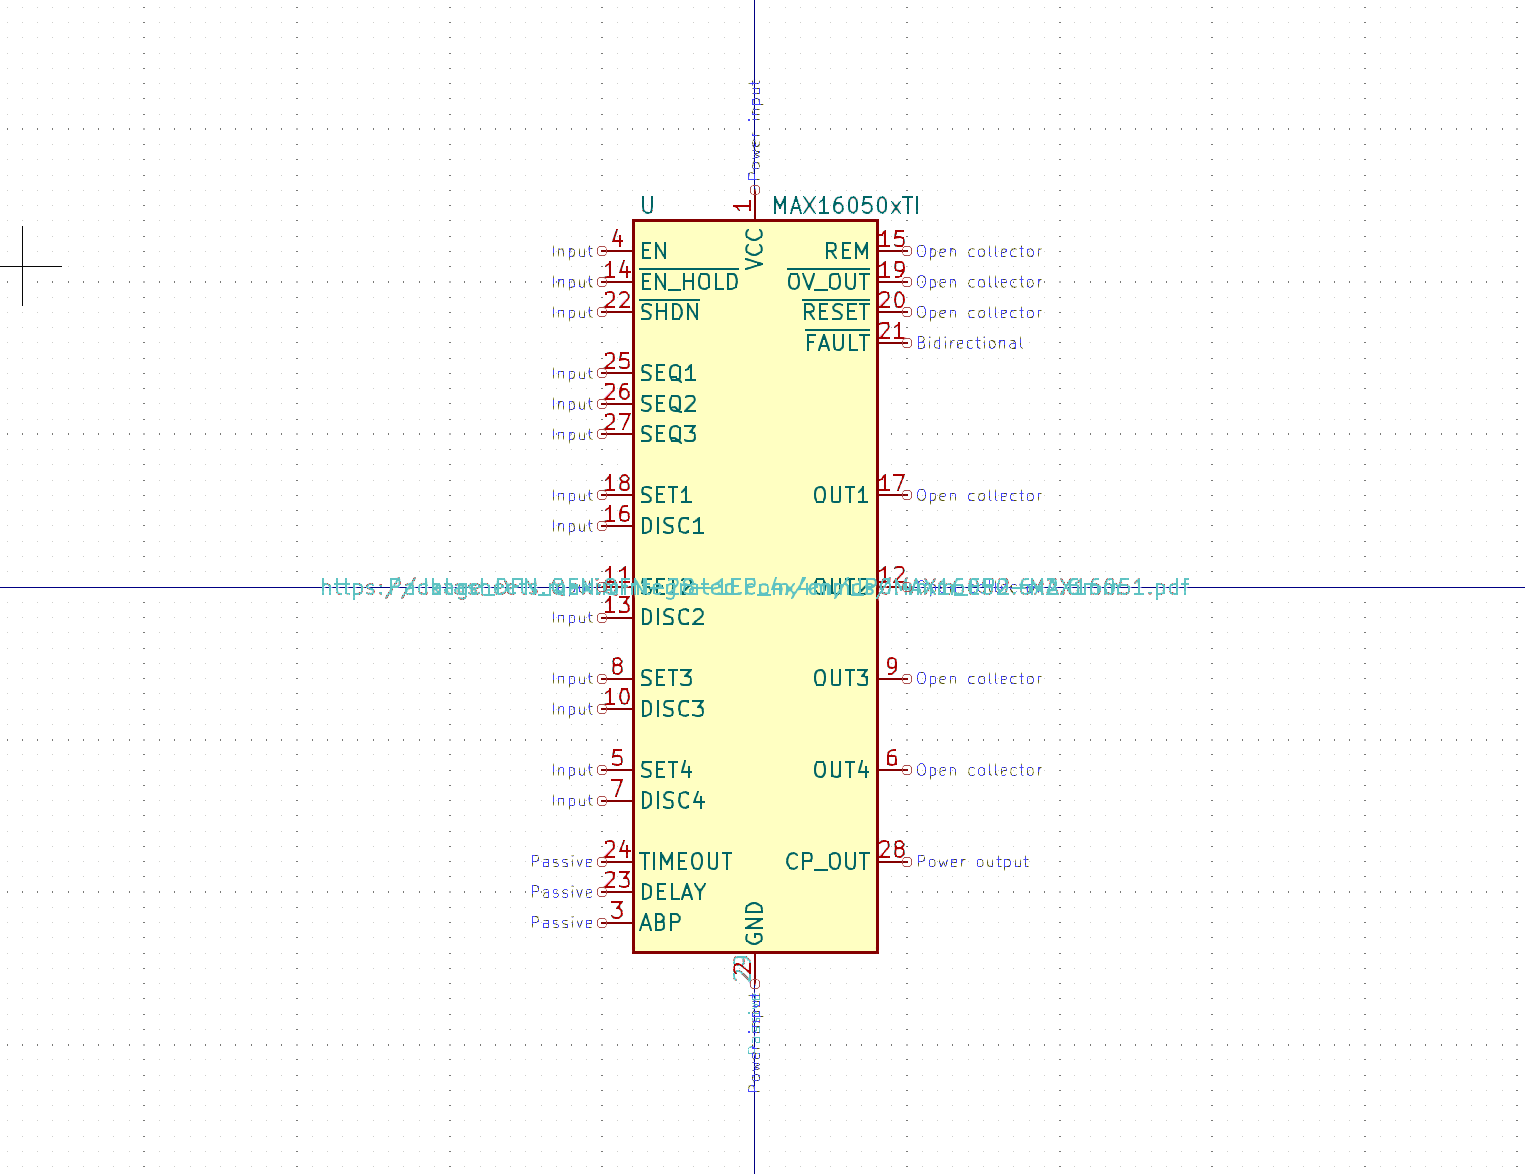 Power input
1
U MAX16050xTI
VCC
Input 4 EN REM 15 Open collector
Input 14 EN_HOLD OV_OUT 19 Open collector
Input 22 SHDN RESET 20 Open collector
FAULT 21 Bidirectional
Input 25 SEQ1
Input 26 SEQ2
Input 27 SEQ3
Input 18 SET1 OUT1 17 Open collector
Input 16 DISC1
11 SET2 OUT2 12
Input 13 DISC2
Input 8 SET3 OUT3 9 Open collector
Input 10 DISC3
Input 5 SET4 OUT4 6 Open collector
Input 7 DISC4
Passive 24 TIMEOUT CP_OUT 28 Power output
Passive 23 DELAY
Passive 3 ABP
GND
2
Power input